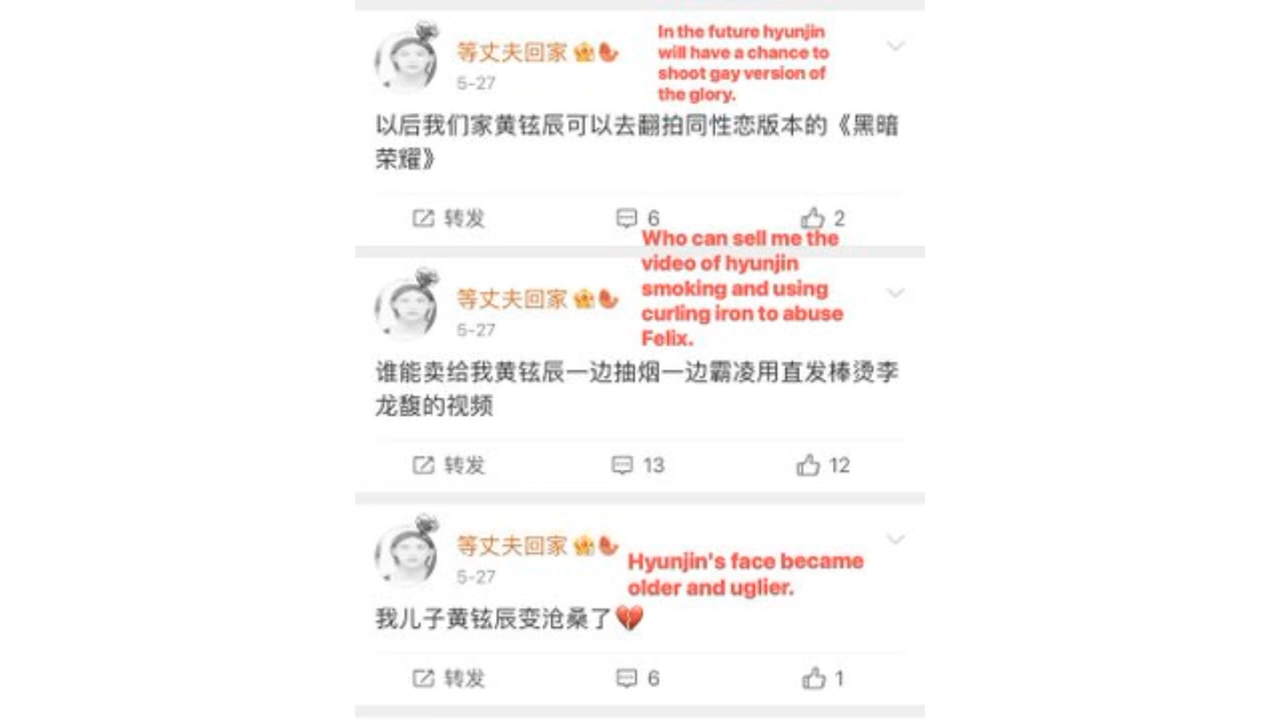 等丈夫回家
In the future hyunjin
will have a chance to
shoot gay version of
the glory.
5-27
以后我们家黄铉辰可以去翻拍同性恋版本的《黑暗
荣耀》
转发 6 2
Who can sell me the
video of hyunjin
smoking and using
curling iron to abuse
Felix.
等丈夫回家
5-27
谁能卖给我黄铉辰一边抽烟一边霸凌用直发棒烫李
龙馥的视频
转发 13 12
等丈夫回家
5-27
Hyunjin's face became
older and uglier.
我儿子黄铉辰变沧桑了💔
转发 6 1